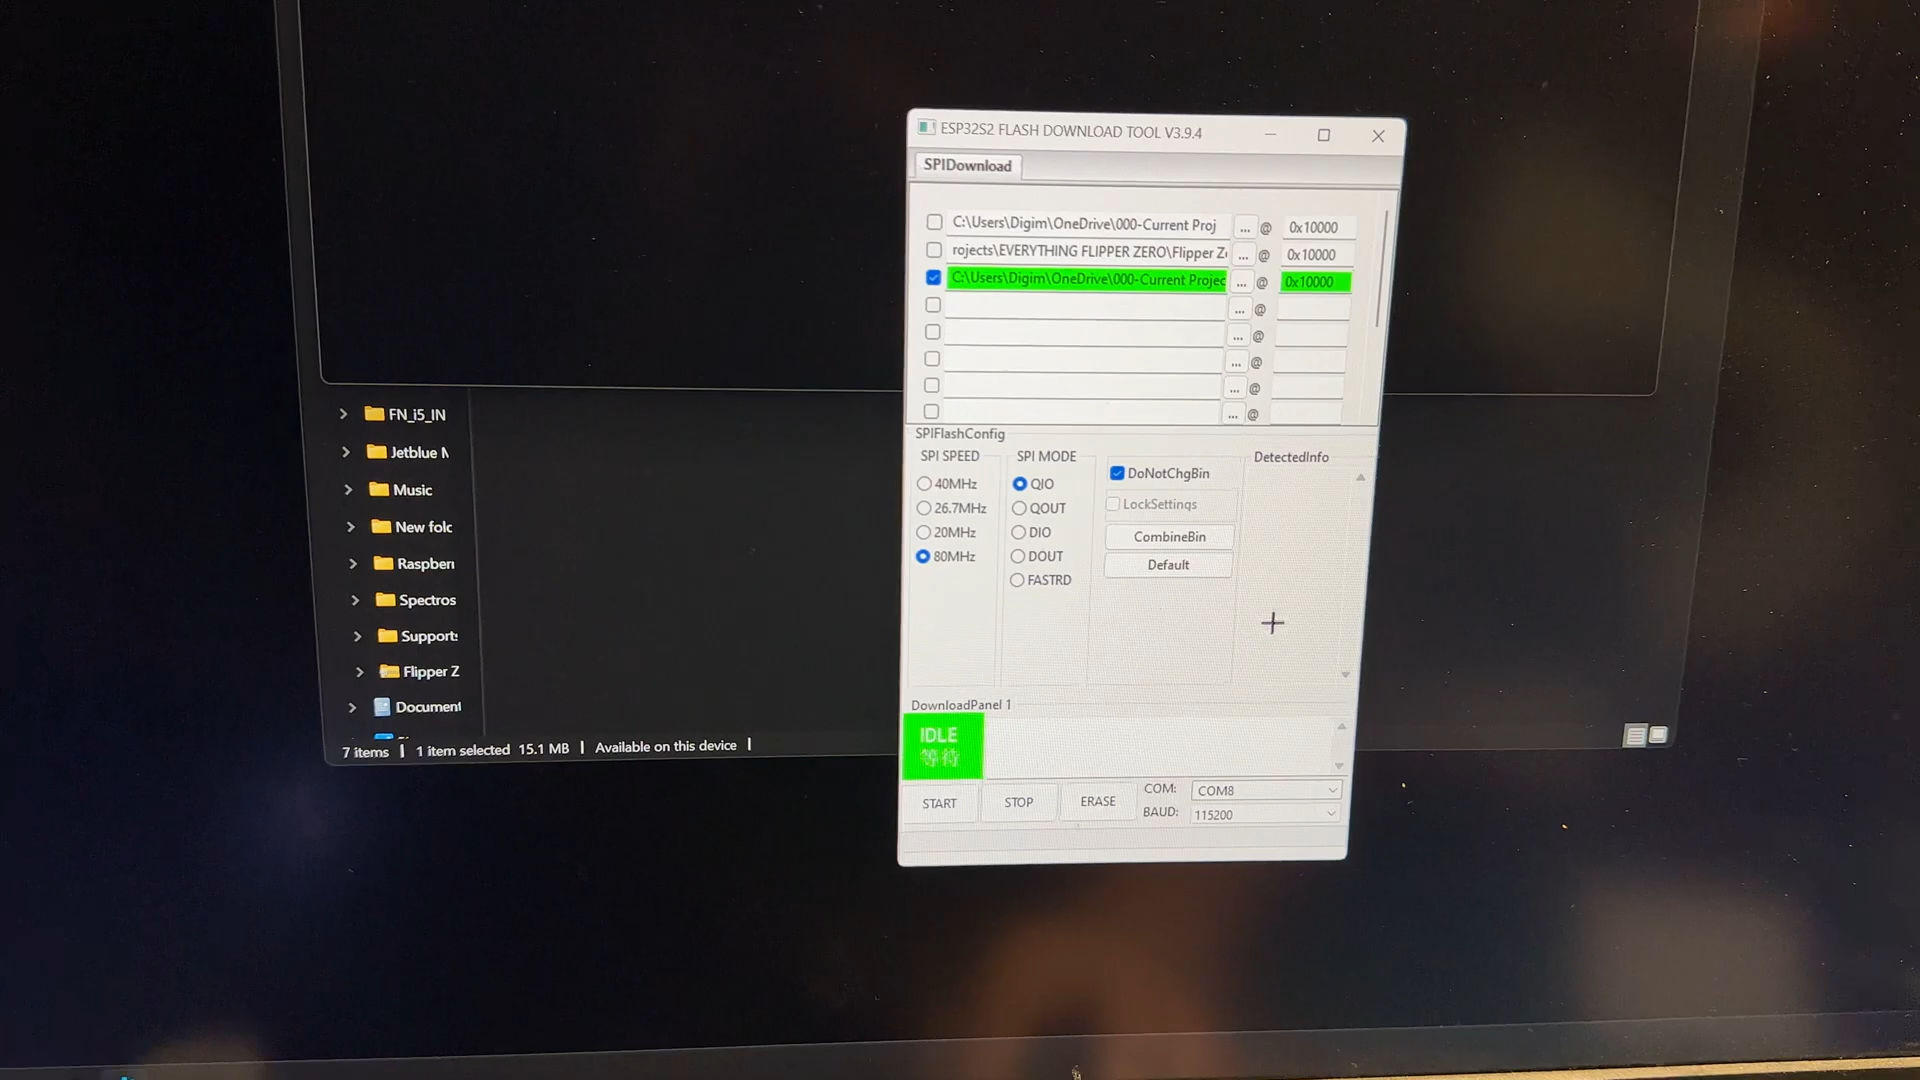 ESP32S2 FLASH DOWNLOAD TOOL V3.9.4
SPIDownload
C:\Users\Digim\OneDrive\000-Current Proj ... @ 0x10000
rojects\EVERYTHING FLIPPER ZERO\Flipper Z ... @ 0x10000
C:\Users\Digim\OneDrive\000-Current Projec ... @ 0x10000
... @
... @
... @
... @
... @
SPIFlashConfig
SPI SPEED
40MHz
26.7MHz
20MHz
80MHz
SPI MODE
QIO
QOUT
DIO
DOUT
FASTRD
DoNotChgBin
LockSettings
CombineBin
Default
DetectedInfo
DownloadPanel 1
IDLE
等待
START STOP ERASE
COM: COM8
BAUD: 115200
FN_i5_IN
Jetblue
Music
New folc
Raspber
Spectros
Supports
Flipper Z
Document
7 items | 1 item selected 15.1 MB | Available on this device |